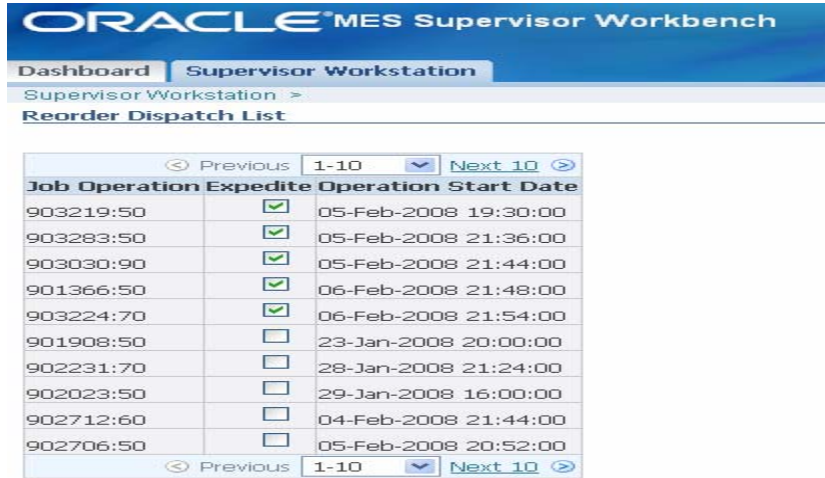 ORACLE MES Supervisor Workbench
Dashboard Supervisor Workstation
Supervisor Workstation >
Reorder Dispatch List
Previous 1-10 Next 10
Job Operation Expedite Operation Start Date
903219:50 05-Feb-2008 19:30:00
903283:50 05-Feb-2008 21:36:00
903030:90 05-Feb-2008 21:44:00
901366:50 06-Feb-2008 21:48:00
903224:70 06-Feb-2008 21:54:00
901908:50 23-Jan-2008 20:00:00
902231:70 28-Jan-2008 21:24:00
902023:50 29-Jan-2008 16:00:00
902712:60 04-Feb-2008 21:44:00
902706:50 05-Feb-2008 20:52:00
Previous 1-10 Next 10